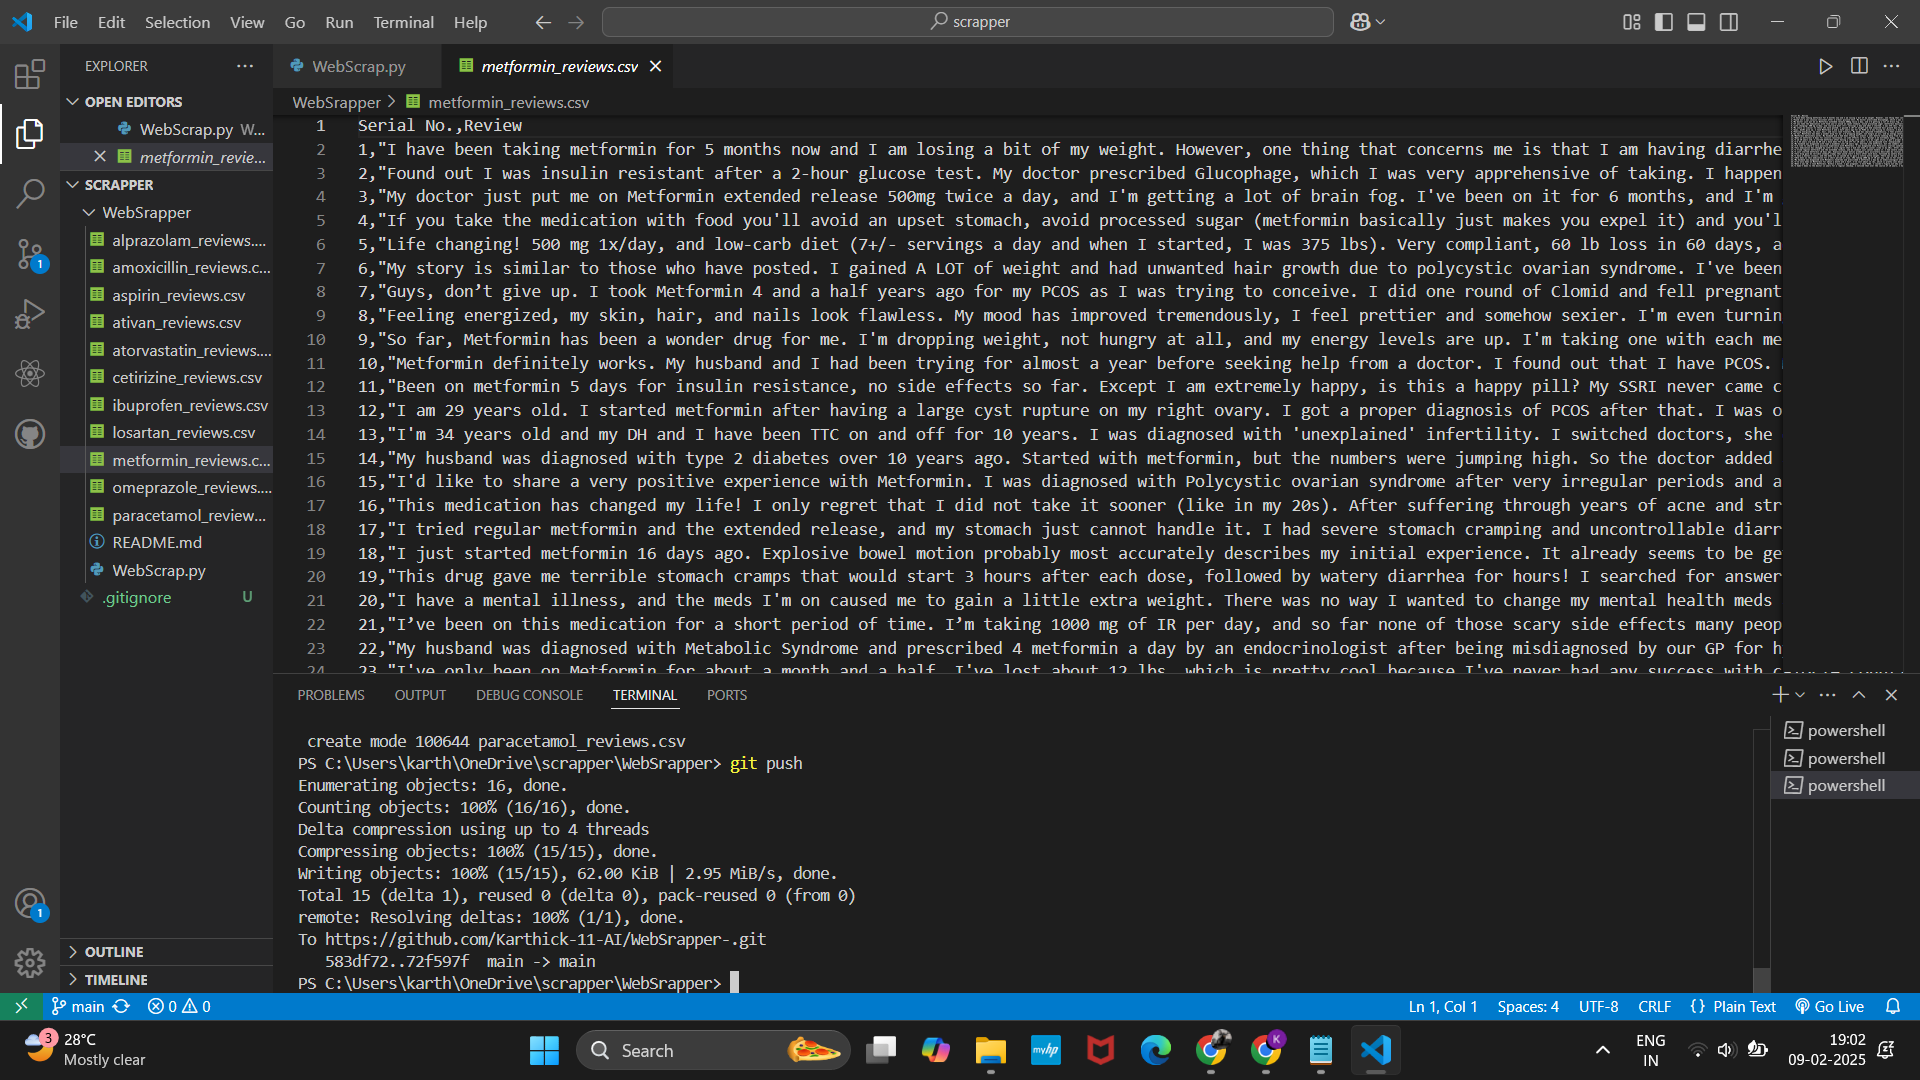 File Edit Selection View Go Run Terminal Help
scrapper
EXPLORER
OPEN EDITORS
WebScrap.py W...
metformin_revie...
SCRAPPER
WebSrapper
alprazolam_reviews....
amoxicillin_reviews.c...
aspirin_reviews.csv
ativan_reviews.csv
atorvastatin_reviews....
cetirizine_reviews.csv
ibuprofen_reviews.csv
losartan_reviews.csv
metformin_reviews.c...
omeprazole_reviews....
paracetamol_review...
README.md
WebScrap.py
.gitignore U
OUTLINE
TIMELINE
1
1
WebScrap.py metformin_reviews.csv
WebSrapper > metformin_reviews.csv
1 Serial No.,Review
2 1,"I have been taking metformin for 5 months now and I am losing a bit of my weight. However, one thing that concerns me is that I am having diarrhe
3 2,"Found out I was insulin resistant after a 2-hour glucose test. My doctor prescribed Glucophage, which I was very apprehensive of taking. I happen
4 3,"My doctor just put me on Metformin extended release 500mg twice a day, and I'm getting a lot of brain fog. I've been on it for 6 months, and I'm
5 4,"If you take the medication with food you'll avoid an upset stomach, avoid processed sugar (metformin basically just makes you expel it) and you'l
6 5,"Life changing! 500 mg 1x/day, and low-carb diet (7+/- servings a day and when I started, I was 375 lbs). Very compliant, 60 lb loss in 60 days, a
7 6,"My story is similar to those who have posted. I gained A LOT of weight and had unwanted hair growth due to polycystic ovarian syndrome. I've been
8 7,"Guys, don’t give up. I took Metformin 4 and a half years ago for my PCOS as I was trying to conceive. I did one round of Clomid and fell pregnant
9 8,"Feeling energized, my skin, hair, and nails look flawless. My mood has improved tremendously, I feel prettier and somehow sexier. I'm even turnin
10 9,"So far, Metformin has been a wonder drug for me. I'm dropping weight, not hungry at all, and my energy levels are up. I'm taking one with each me
11 10,"Metformin definitely works. My husband and I had been trying for almost a year before seeking help from a doctor. I found out that I have PCOS.
12 11,"Been on metformin 5 days for insulin resistance, no side effects so far. Except I am extremely happy, is this a happy pill? My SSRI never came c
13 12,"I am 29 years old. I started metformin after having a large cyst rupture on my right ovary. I got a proper diagnosis of PCOS after that. I was o
14 13,"I'm 34 years old and my DH and I have been TTC on and off for 10 years. I was diagnosed with 'unexplained' infertility. I switched doctors, she
15 14,"My husband was diagnosed with type 2 diabetes over 10 years ago. Started with metformin, but the numbers were jumping high. So the doctor added
16 15,"I'd like to share a very positive experience with Metformin. I was diagnosed with Polycystic ovarian syndrome after very irregular periods and a
17 16,"This medication has changed my life! I only regret that I did not take it sooner (like in my 20s). After suffering through years of acne and str
18 17,"I tried regular metformin and the extended release, and my stomach just cannot handle it. I had severe stomach cramping and uncontrollable diarr
19 18,"I just started metformin 16 days ago. Explosive bowel motion probably most accurately describes my initial experience. It already seems to be ge
20 19,"This drug gave me terrible stomach cramps that would start 3 hours after each dose, followed by watery diarrhea for hours! I searched for answer
21 20,"I have a mental illness, and the meds I'm on caused me to gain a little extra weight. There was no way I wanted to change my mental health meds
22 21,"I’ve been on this medication for a short period of time. I’m taking 1000 mg of IR per day, and so far none of those scary side effects many peop
23 22,"My husband was diagnosed with Metabolic Syndrome and prescribed 4 metformin a day by an endocrinologist after being misdiagnosed by our GP for h
24 23,"I've only been on Metformin for about a month and a half. I've lost about 12 lbs, which is pretty cool because I've never had any success with
PROBLEMS OUTPUT DEBUG CONSOLE TERMINAL PORTS
create mode 100644 paracetamol_reviews.csv
PS C:\Users\karth\OneDrive\scrapper\WebSrapper> git push
Enumerating objects: 16, done.
Counting objects: 100% (16/16), done.
Delta compression using up to 4 threads
Compressing objects: 100% (15/15), done.
Writing objects: 100% (15/15), 62.00 KiB | 2.95 MiB/s, done.
Total 15 (delta 1), reused 0 (delta 0), pack-reused 0 (from 0)
remote: Resolving deltas: 100% (1/1), done.
To https://github.com/Karthick-11-AI/WebSrapper-.git
583df72..72f597f main -> main
PS C:\Users\karth\OneDrive\scrapper\WebSrapper>
powershell
powershell
powershell
main 0 0 Ln 1, Col 1 Spaces: 4 UTF-8 CRLF {} Plain Text Go Live
3 28°C
Mostly clear
Search
myhp
K
ENG
IN
19:02
09-02-2025